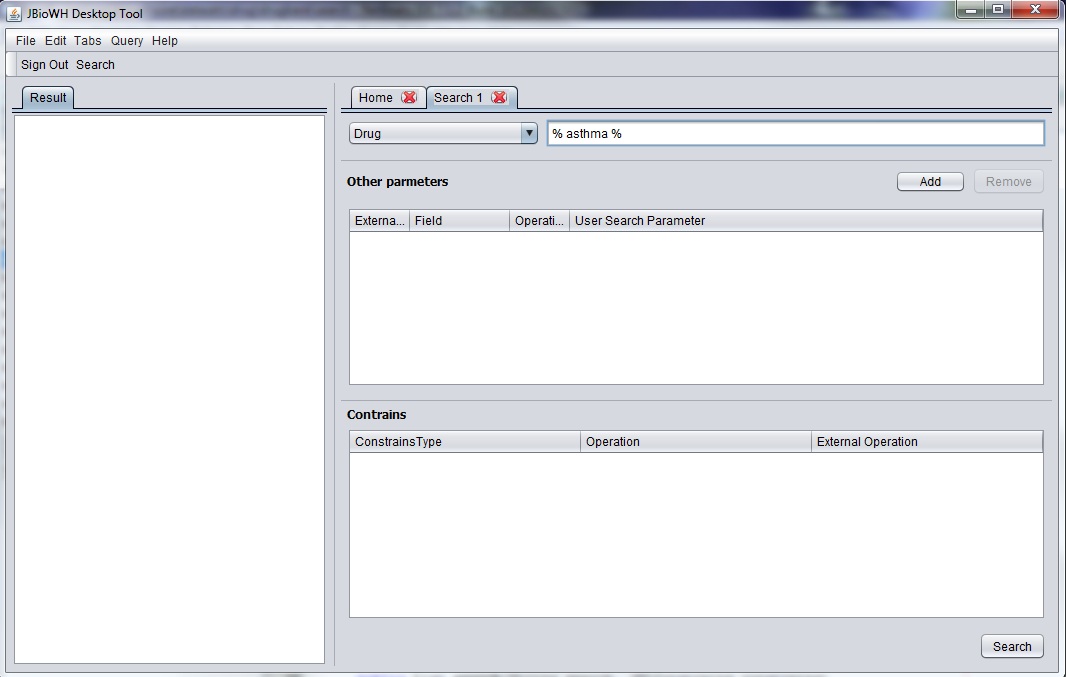 JBioWH Desktop Tool
File Edit Tabs Query Help
Sign Out Search
Result
Home Search 1
Drug % asthma %
Other parmeters Add Remove
Externa... Field Operati... User Search Parameter
Contrains
ConstrainsType Operation External Operation
Search